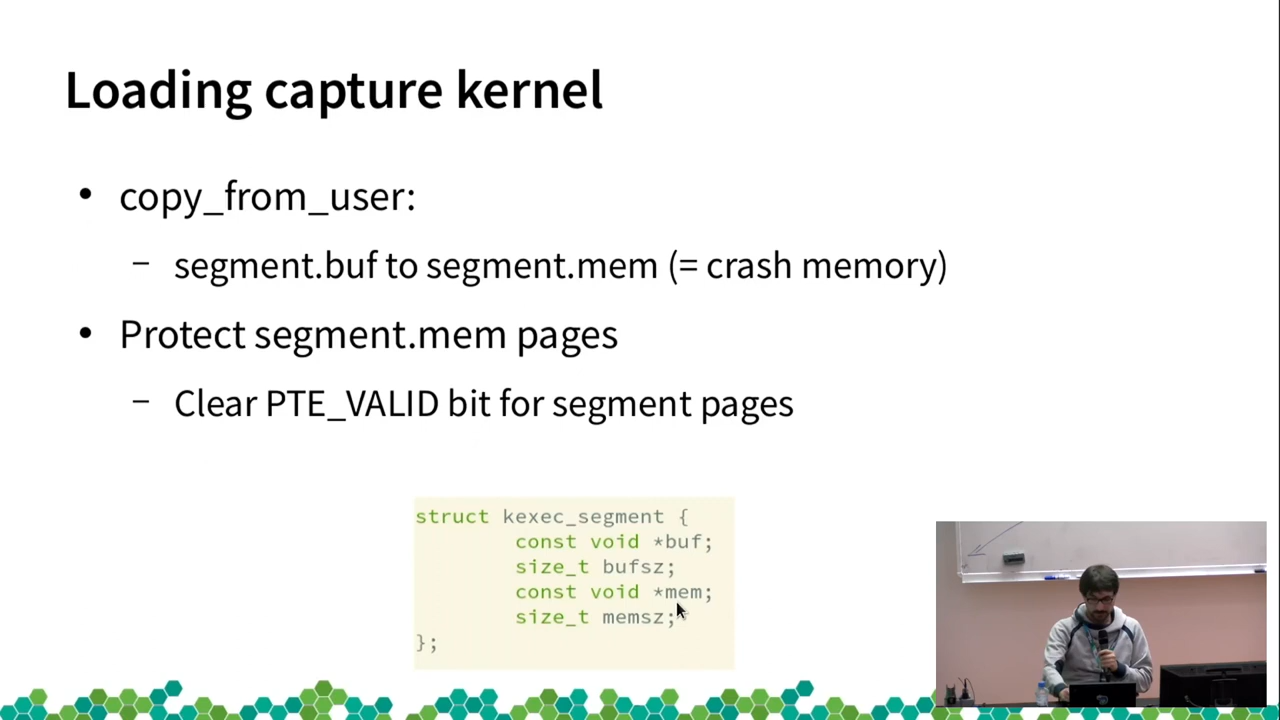 Loading capture kernel
• copy_from_user:
– segment.buf to segment.mem (= crash memory)
• Protect segment.mem pages
– Clear PTE_VALID bit for segment pages
struct kexec_segment {
const void *buf;
size_t bufsz;
const void *mem;
size_t memsz;
};